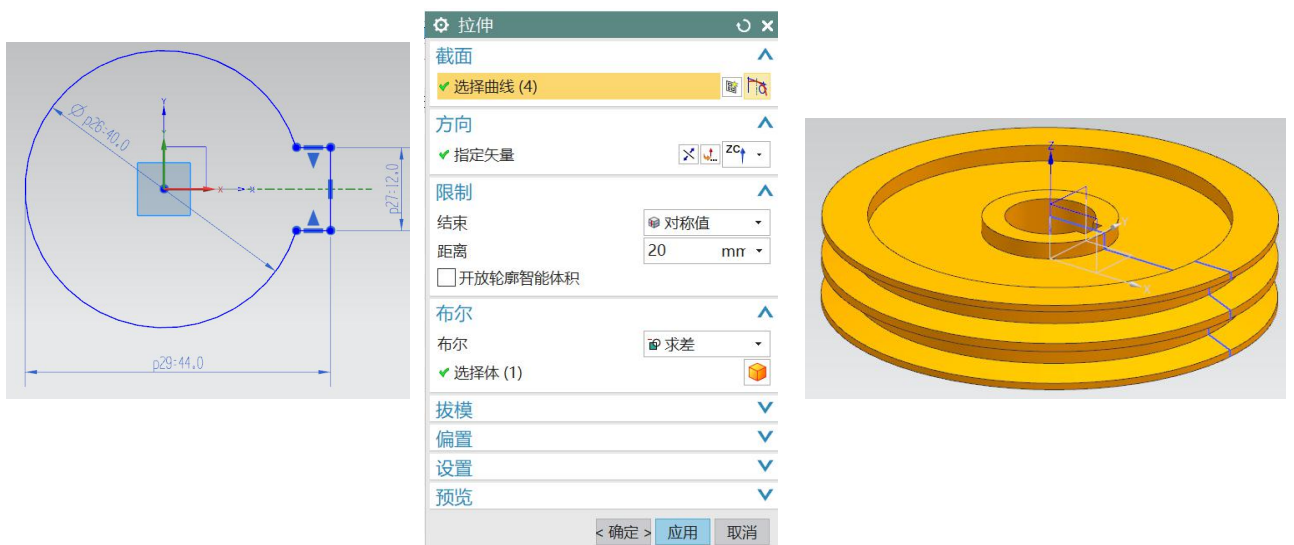 Y
Ø p26:40.0
X
X
p27:12.0
p29:44.0
拉伸
截面
选择曲线 (4)
方向
指定矢量
ZC
限制
结束
对称值
距离
20
mm
开放轮廓智能体积
布尔
布尔
求差
选择体 (1)
拔模
偏置
设置
预览
< 确定 >
应用
取消
Z
Y
X